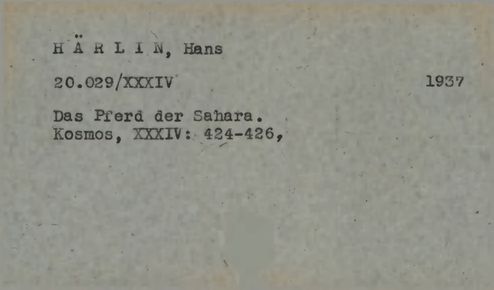 H Ä R L I N, Hans
20.029/XXXIV 1937
Das Pferd der Sahara.
Kosmos, XXXIV: 424-426,